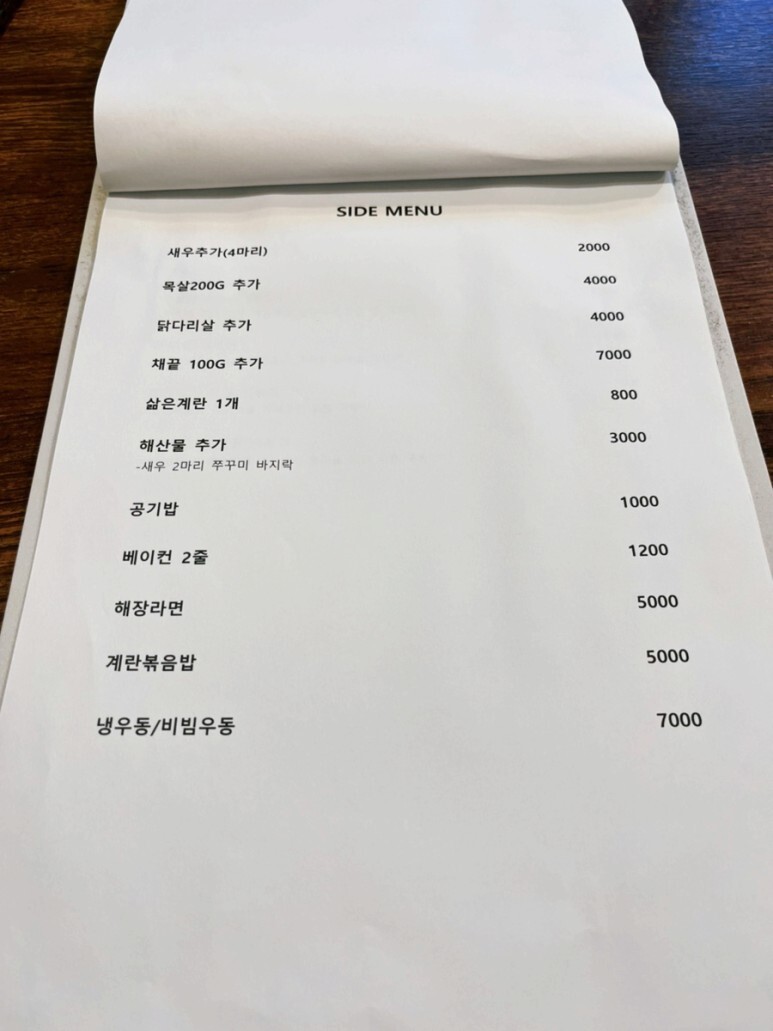 SIDE MENU
새우추가(4마리) 2000
목살200G 추가 4000
닭다리살 추가 4000
채끝 100G 추가 7000
삶은계란 1개 800
해산물 추가 3000
-새우 2마리 쭈꾸미 바지락
공기밥 1000
베이컨 2줄 1200
해장라면 5000
계란볶음밥 5000
냉우동/비빔우동 7000